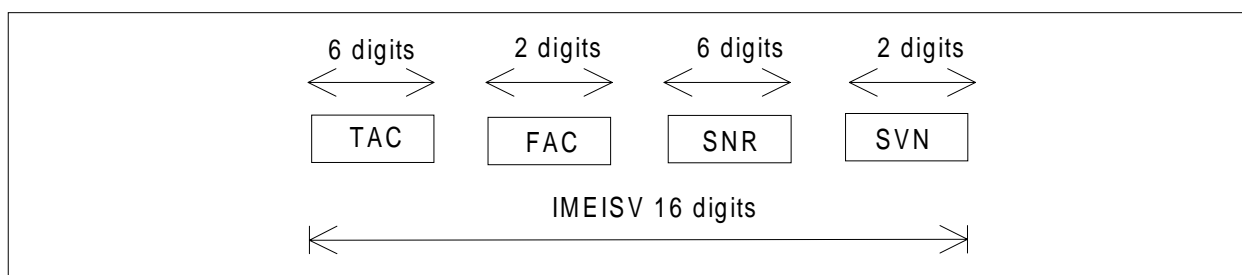 6 digits 2 digits 6 digits 2 digits
TAC FAC SNR SVN
IMEISV 16 digits